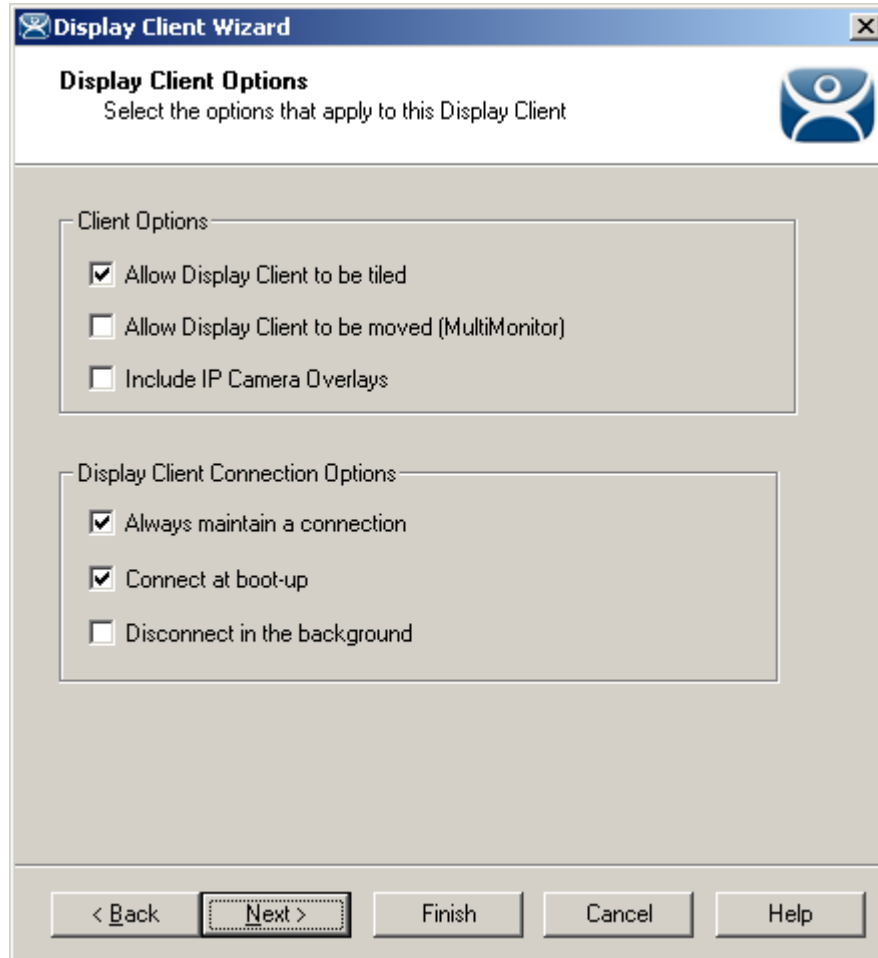 Display Client Wizard
Display Client Options
Select the options that apply to this Display Client
Client Options
Allow Display Client to be tiled
Allow Display Client to be moved (MultiMonitor)
Include IP Camera Overlays
Display Client Connection Options
Always maintain a connection
Connect at boot-up
Disconnect in the background
< Back Next > Finish Cancel Help